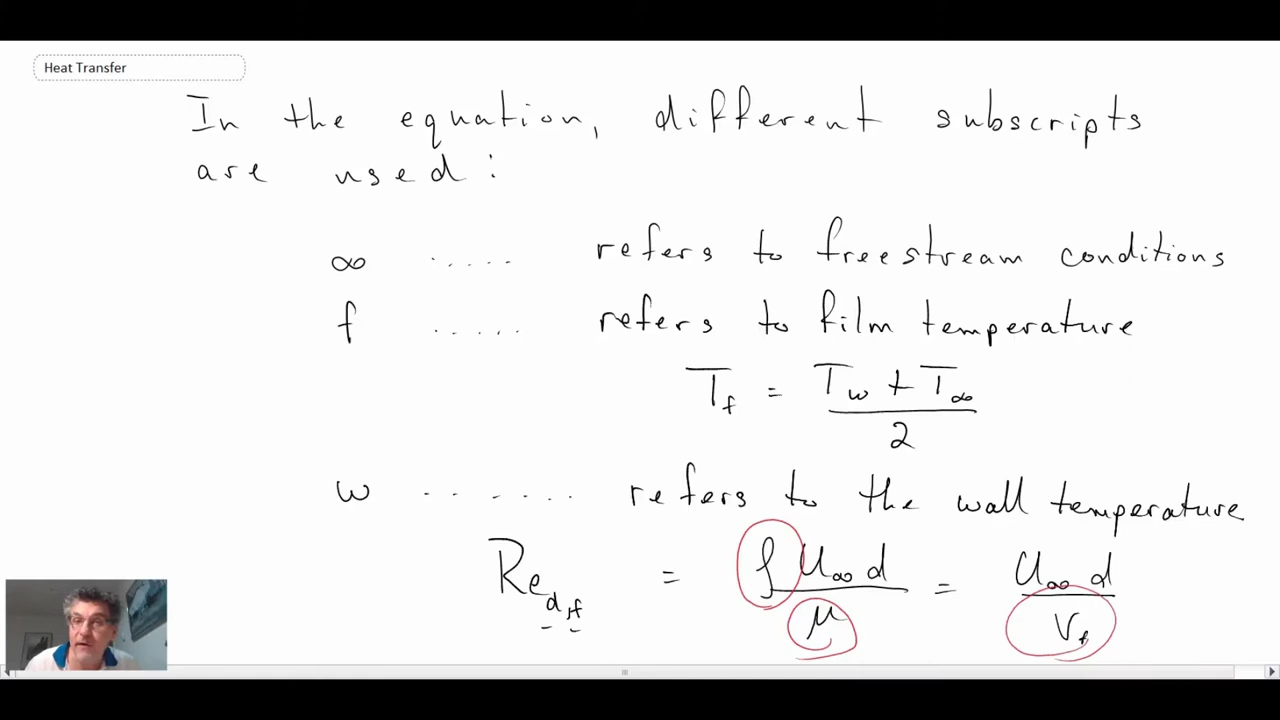 Heat Transfer
In the equation, different subscripts
are used:
∞ ..... refers to freestream conditions
f ..... refers to film temperature
T_f = (T_w + T_∞) / 2
w ...... refers to the wall temperature
Re_d,f = ρ u_∞ d / μ = u_∞ d / ν_f